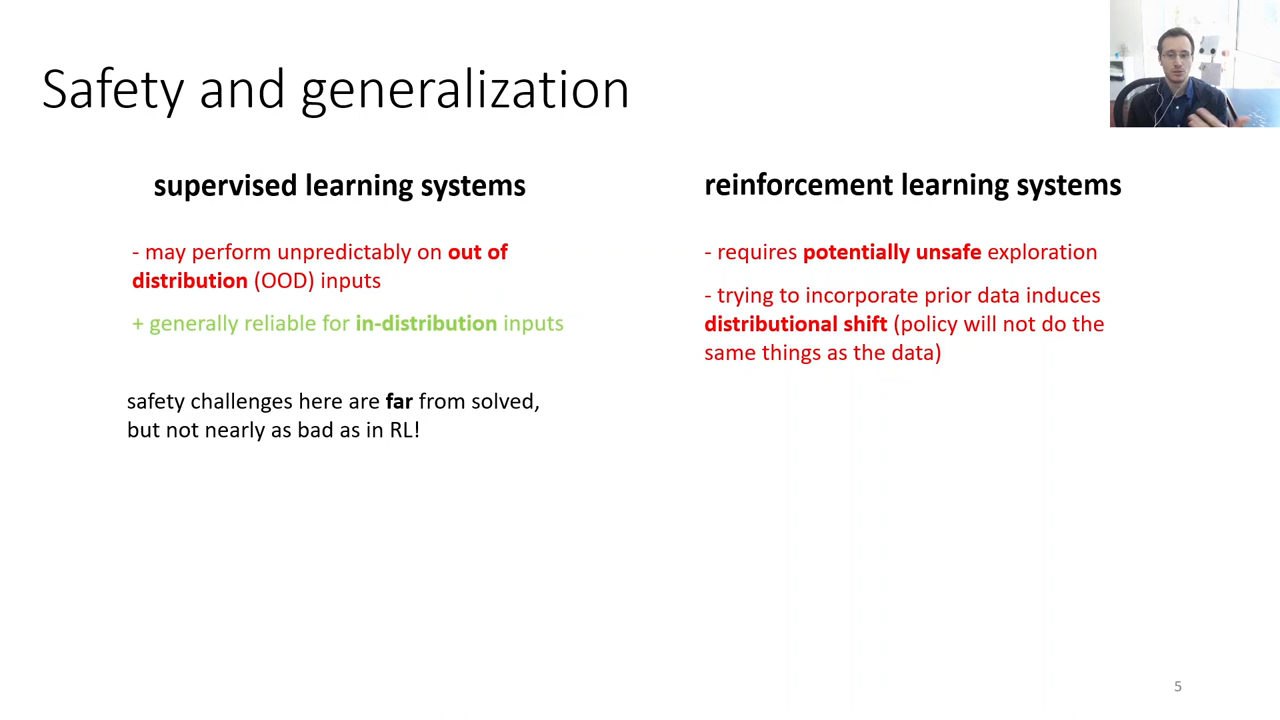 Safety and generalization
supervised learning systems
- may perform unpredictably on out of
distribution (OOD) inputs
+ generally reliable for in-distribution inputs
safety challenges here are far from solved,
but not nearly as bad as in RL!
reinforcement learning systems
- requires potentially unsafe exploration
- trying to incorporate prior data induces
distributional shift (policy will not do the
same things as the data)
5